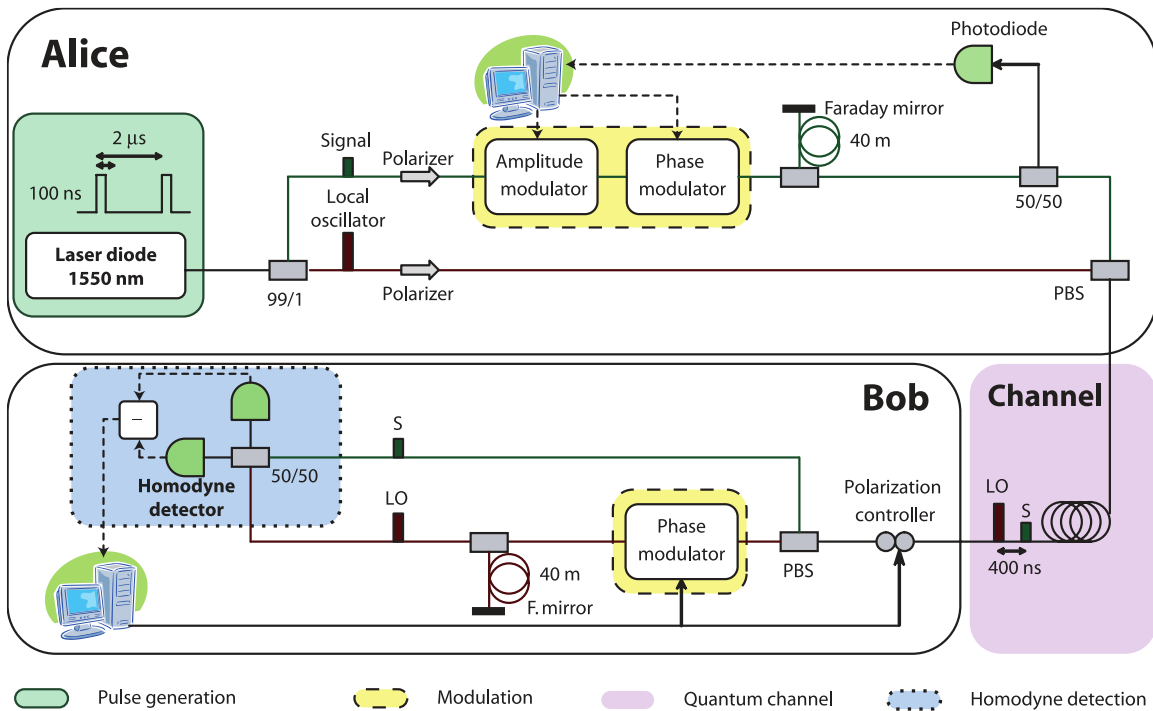 Alice
Photodiode
2 μs
100 ns
Laser diode
1550 nm
99/1
Signal
Local
oscillator
Polarizer
Polarizer
Amplitude
modulator
Phase
modulator
Faraday mirror
40 m
50/50
PBS
Bob
Channel
S
50/50
Homodyne
detector
–
LO
40 m
F. mirror
Phase
modulator
PBS
Polarization
controller
LO
S
400 ns
Pulse generation
Modulation
Quantum channel
Homodyne detection